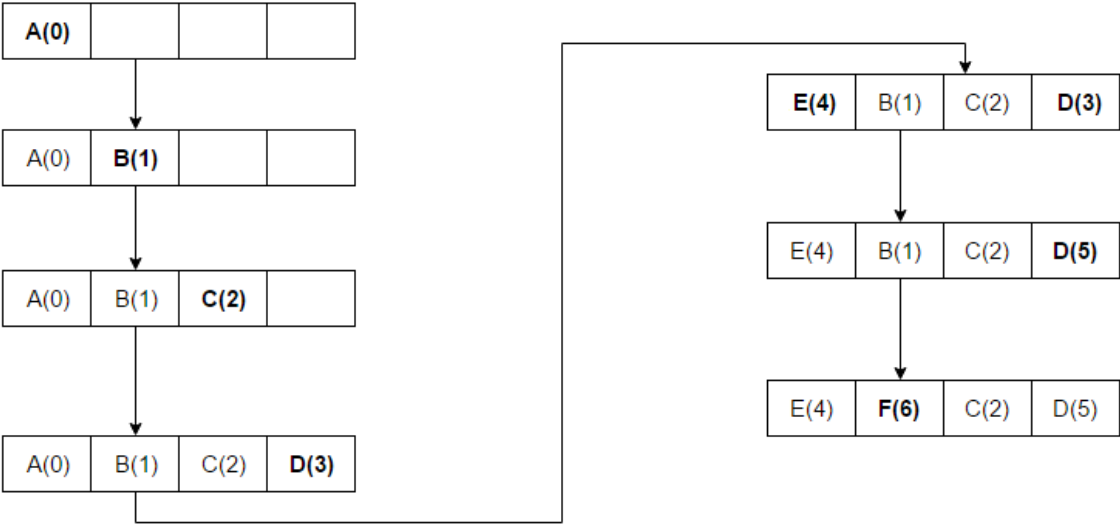 A(0)
A(0) B(1)
A(0) B(1) C(2)
A(0) B(1) C(2) D(3)
E(4) B(1) C(2) D(3)
E(4) B(1) C(2) D(5)
E(4) F(6) C(2) D(5)